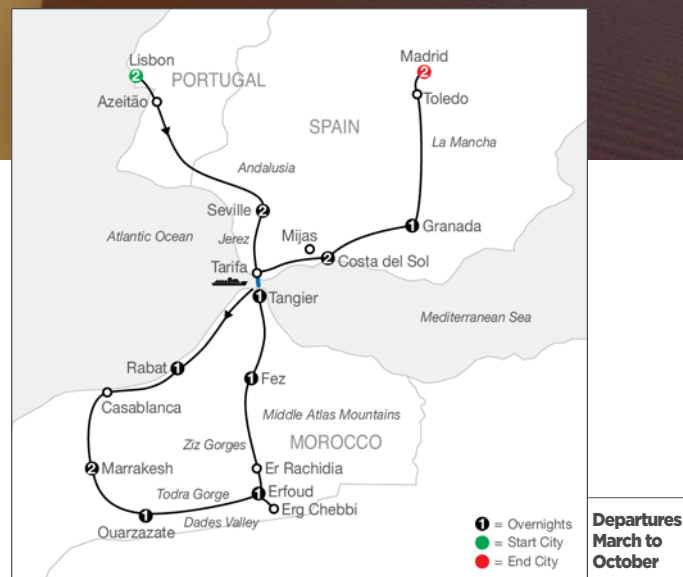 Lisbon
2
PORTUGAL
Azeitão
Madrid
2
Toledo
SPAIN
La Mancha
Andalusia
Seville 2
1 Granada
Atlantic Ocean
Jerez
Mijas
2 Costa del Sol
Tarifa
1 Tangier
Mediterranean Sea
Rabat 1
1 Fez
Casablanca
Middle Atlas Mountains
Ziz Gorges
MOROCCO
2 Marrakesh
Er Rachidia
Todra Gorge
1 Erfoud
Erg Chebbi
1
Ouarzazate
Dades Valley
1 = Overnights
= Start City
= End City
Departures
March to
October